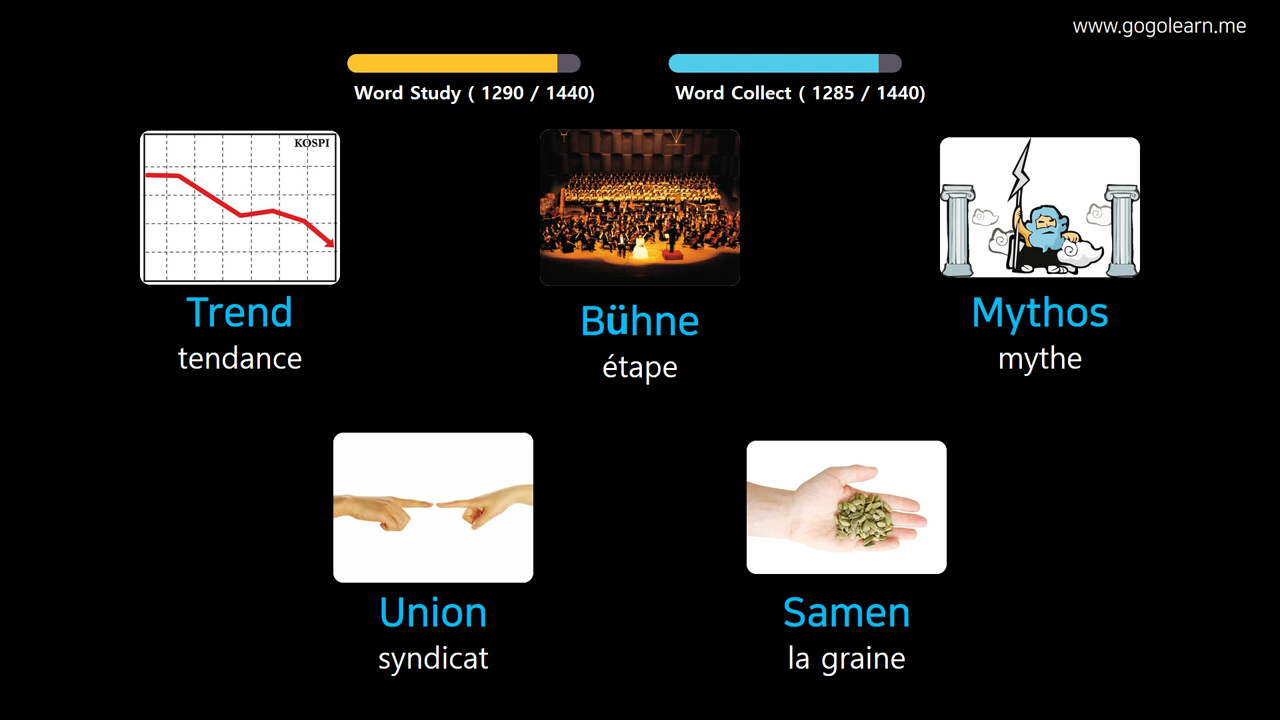 www.gogolearn.me
Word Study ( 1290 / 1440)
Word Collect ( 1285 / 1440)
KOSPI
Trend
tendance
Bühne
étape
Mythos
mythe
Union
syndicat
Samen
la graine